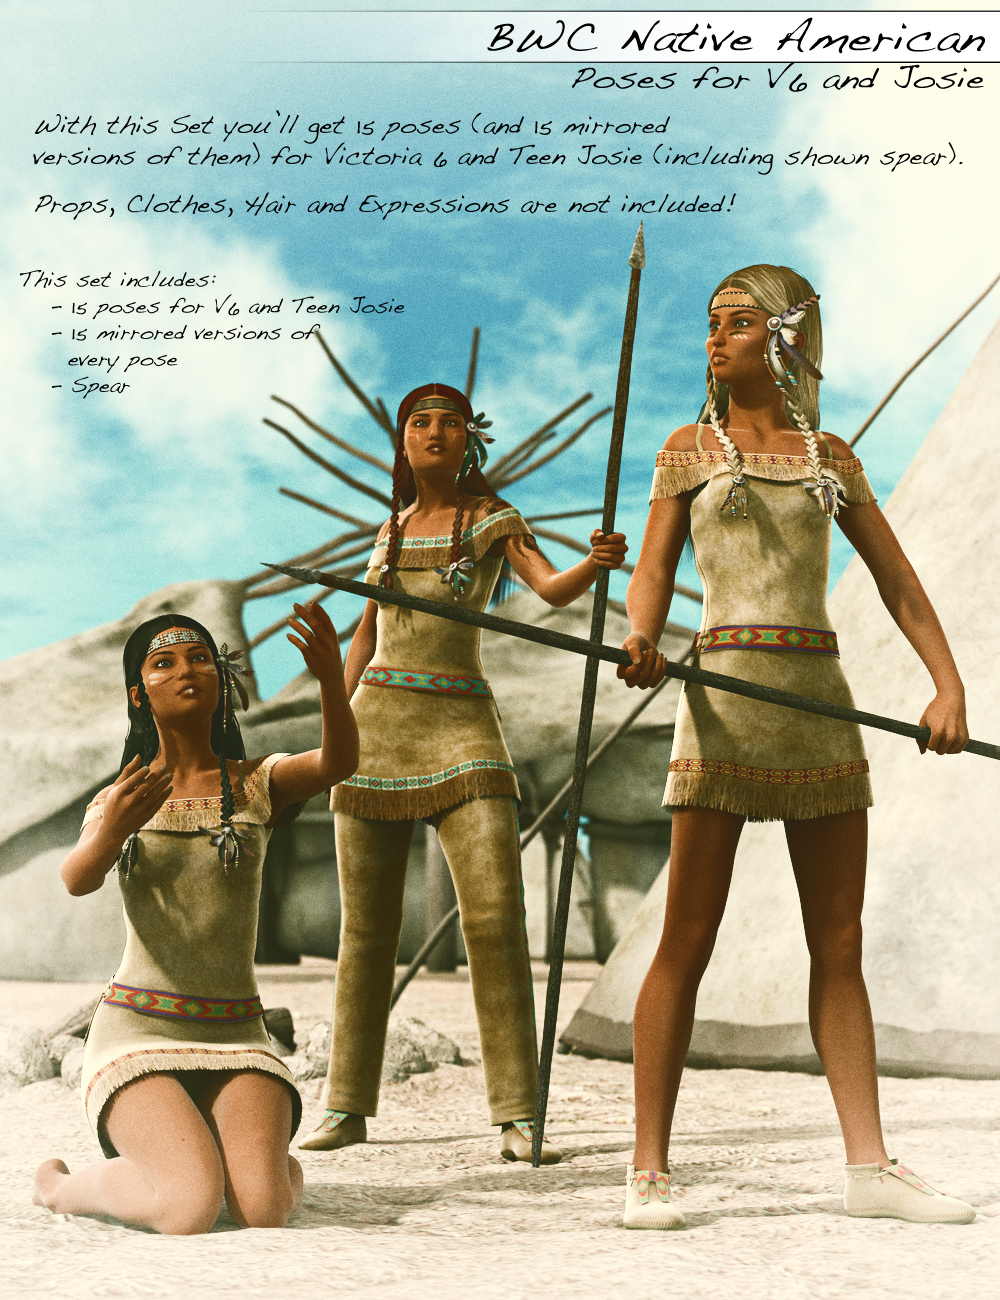 BWC Native American
Poses for V6 and Josie
With this Set you'll get 15 poses (and 15 mirrored
versions of them) for Victoria 6 and Teen Josie (including shown spear).
Props, Clothes, Hair and Expressions are not included!
This set includes:
- 15 poses for V6 and Teen Josie
- 15 mirrored versions of
every pose
- Spear